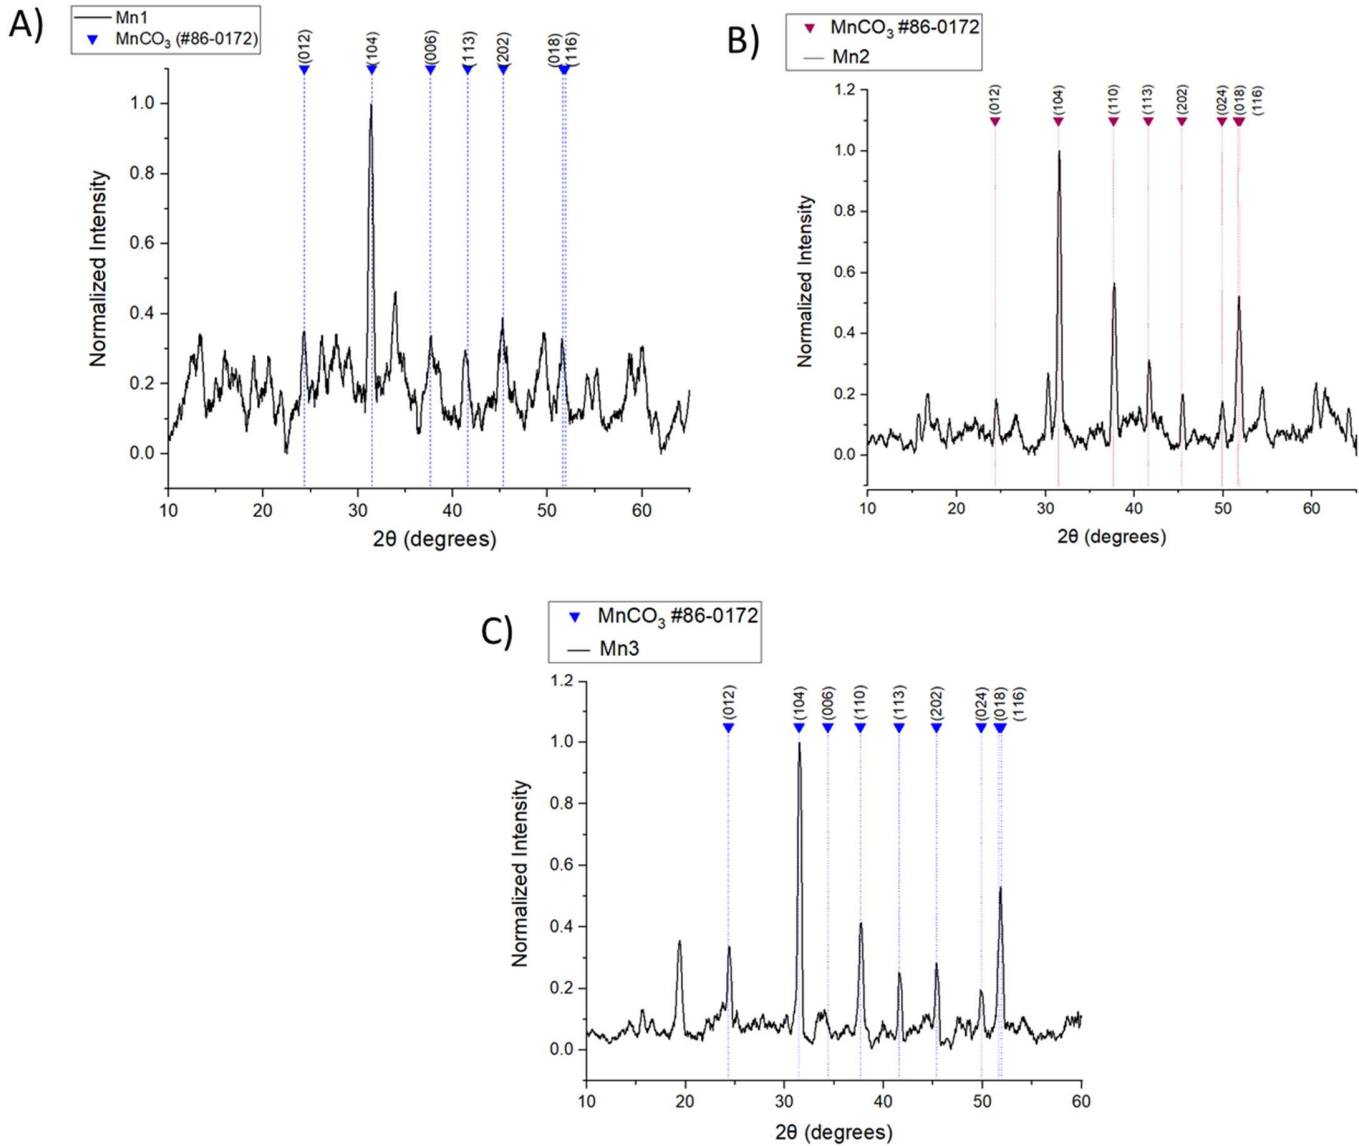 A)
Mn1
MnCO3 (#86-0172)
(012)
(104)
(006)
(113)
(202)
(018)
(116)
1.0
0.8
0.6
0.4
0.2
0.0
Normalized Intensity
10 20 30 40 50 60
2θ (degrees)
B)
MnCO3 #86-0172
Mn2
(012)
(104)
(110)
(113)
(202)
(024)
(018)
(116)
1.2
1.0
0.8
0.6
0.4
0.2
0.0
Normalized Intensity
10 20 30 40 50 60
2θ (degrees)
C)
MnCO3 #86-0172
Mn3
(012)
(104)
(006)
(110)
(113)
(202)
(024)
(018)
(116)
1.2
1.0
0.8
0.6
0.4
0.2
0.0
Normalized Intensity
10 20 30 40 50 60
2θ (degrees)